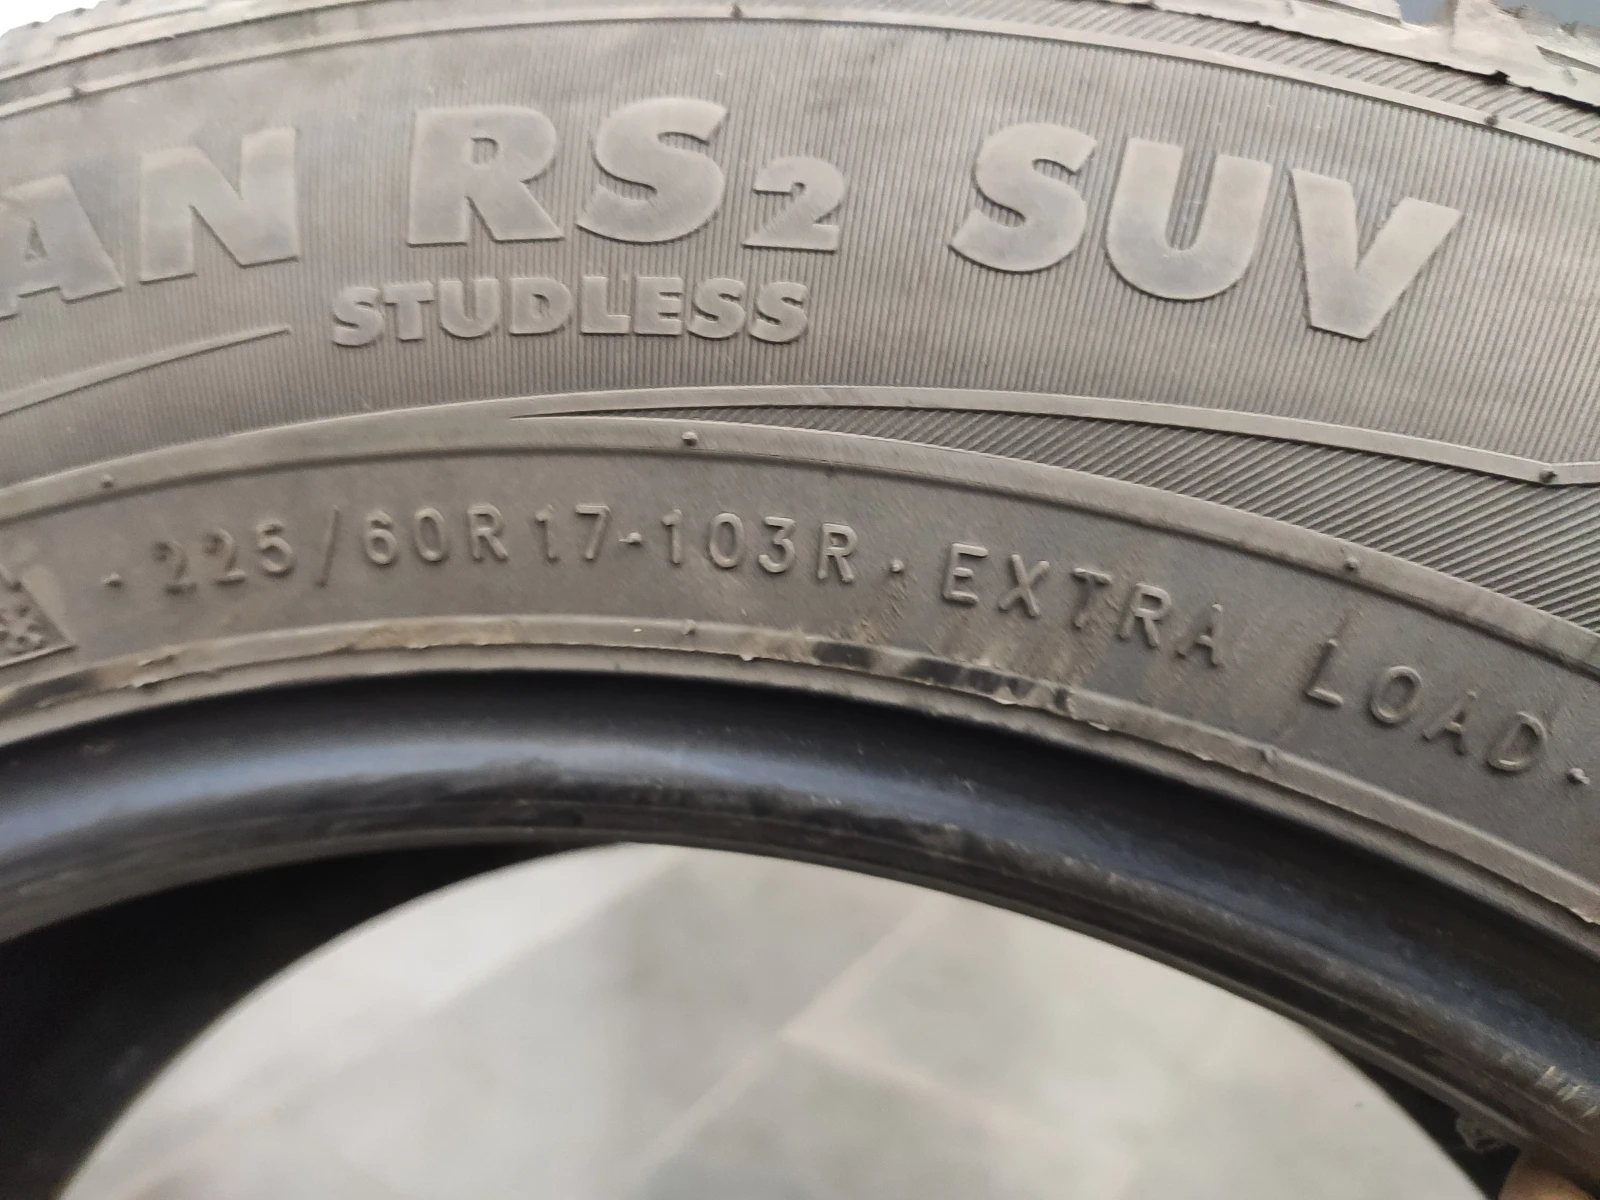 AN RS2 SUV
STUDLESS
· 225/60R17-103R · EXTRA LOAD ·